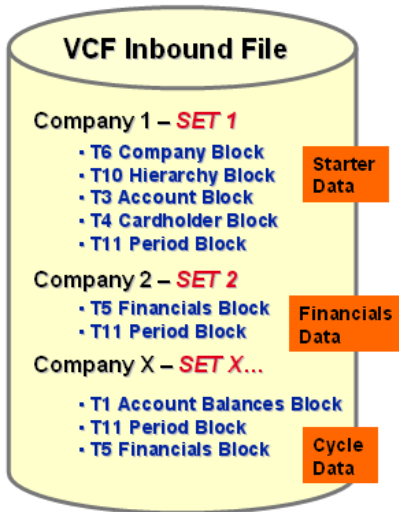 VCF Inbound File
Company 1 – SET 1
▪ T6 Company Block
▪ T10 Hierarchy Block
▪ T3 Account Block
▪ T4 Cardholder Block
▪ T11 Period Block
Starter
Data
Company 2 – SET 2
▪ T5 Financials Block
▪ T11 Period Block
Financials
Data
Company X – SET X…
▪ T1 Account Balances Block
▪ T11 Period Block
▪ T5 Financials Block
Cycle
Data